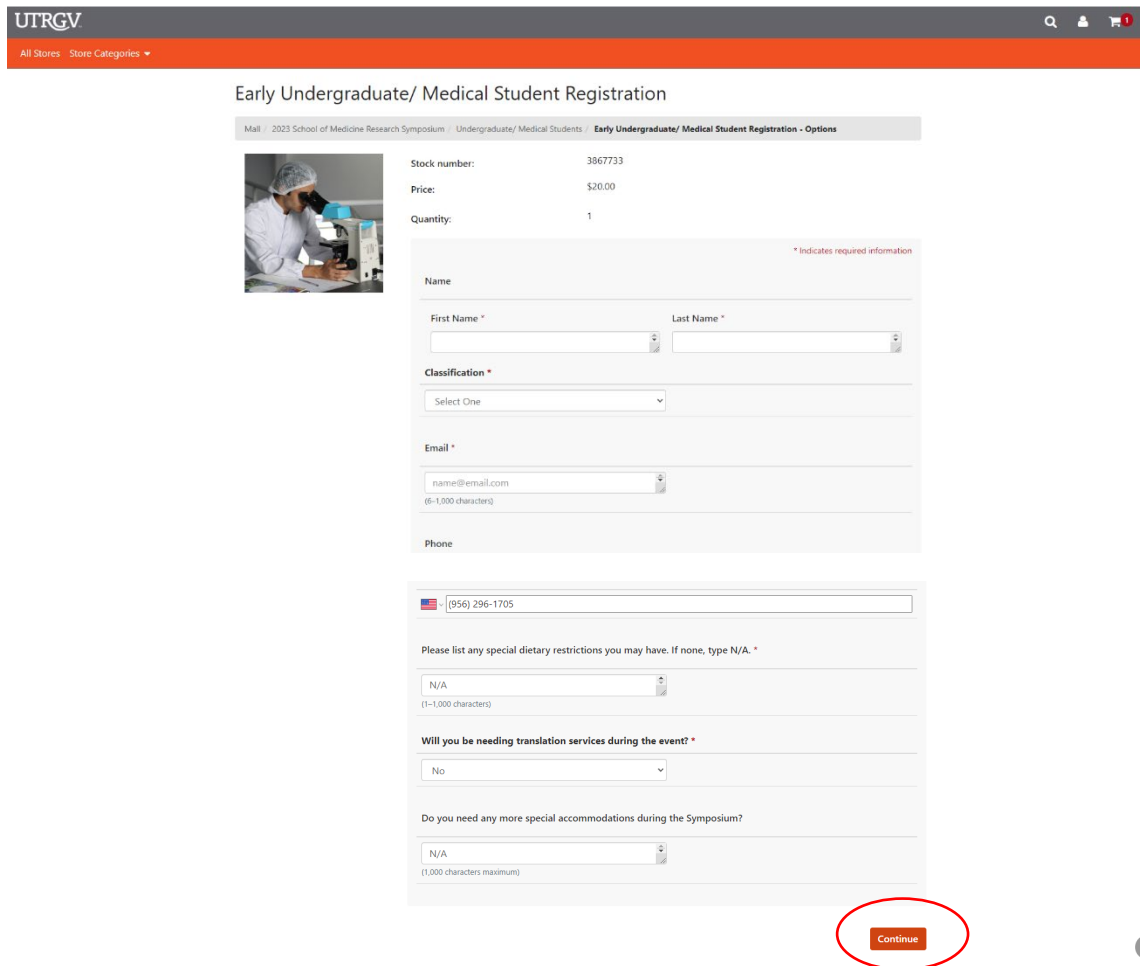 UTRGV
1
All Stores Store Categories
Early Undergraduate/ Medical Student Registration
Mall / 2023 School of Medicine Research Symposium / Undergraduate/ Medical Students / Early Undergraduate/ Medical Student Registration - Options
Stock number: 3867733
Price: $20.00
Quantity: 1
* Indicates required information
Name
First Name * Last Name *
Classification *
Select One
Email *
name@email.com
(6–1,000 characters)
Phone
(956) 296-1705
Please list any special dietary restrictions you may have. If none, type N/A. *
N/A
(1–1,000 characters)
Will you be needing translation services during the event? *
No
Do you need any more special accommodations during the Symposium?
N/A
(1,000 characters maximum)
Continue